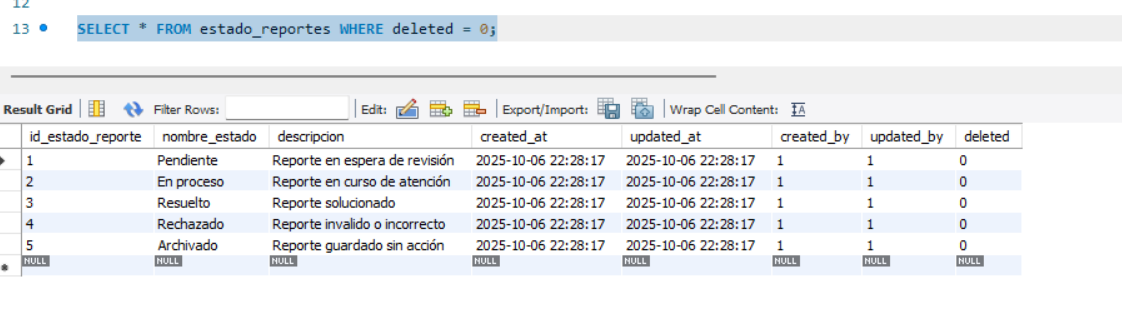 12
13 SELECT * FROM estado_reportes WHERE deleted = 0;
Result Grid Filter Rows: Edit: Export/Import: Wrap Cell Content: IA
id_estado_reporte nombre_estado descripcion created_at updated_at created_by updated_by deleted
1 Pendiente Reporte en espera de revisión 2025-10-06 22:28:17 2025-10-06 22:28:17 1 1 0
2 En proceso Reporte en curso de atención 2025-10-06 22:28:17 2025-10-06 22:28:17 1 1 0
3 Resuelto Reporte solucionado 2025-10-06 22:28:17 2025-10-06 22:28:17 1 1 0
4 Rechazado Reporte invalido o incorrecto 2025-10-06 22:28:17 2025-10-06 22:28:17 1 1 0
5 Archivado Reporte guardado sin acción 2025-10-06 22:28:17 2025-10-06 22:28:17 1 1 0
NULL NULL NULL NULL NULL NULL NULL NULL